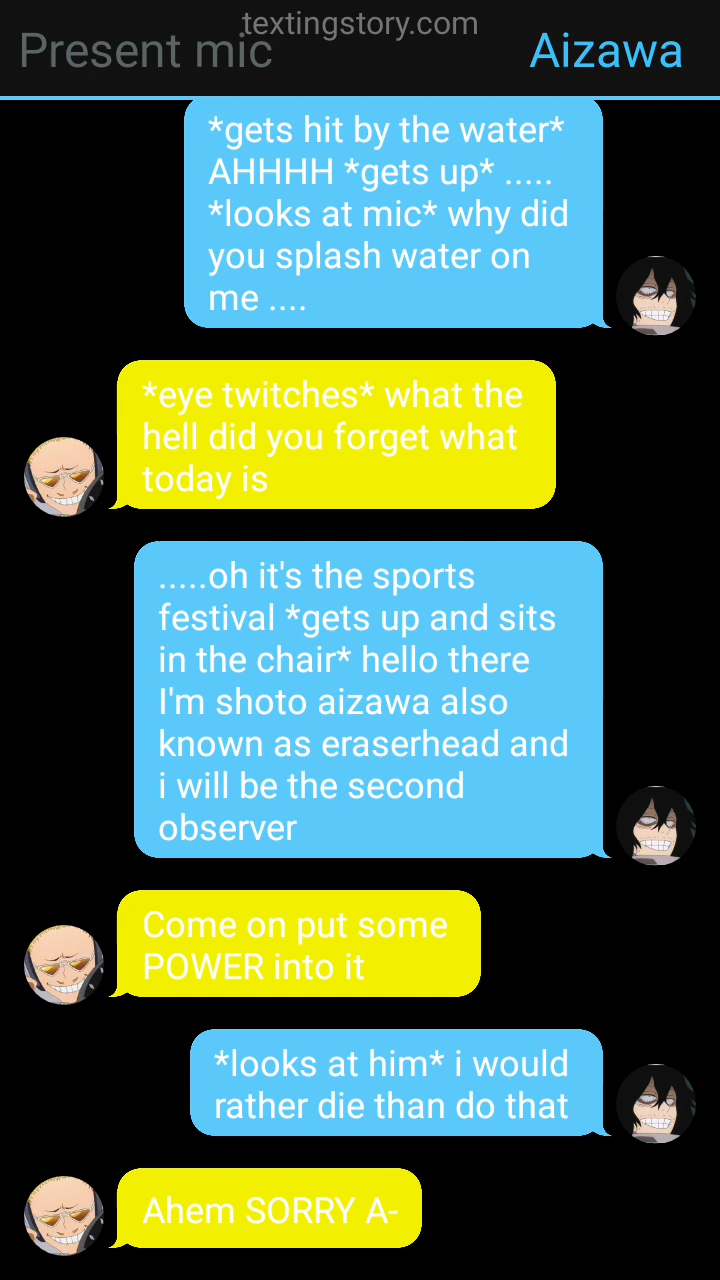 textingstory.com
Present mic
Aizawa
*gets hit by the water*
AHHHH *gets up* .....
*looks at mic* why did
you splash water on
me ....
*eye twitches* what the
hell did you forget what
today is
.....oh it's the sports
festival *gets up and sits
in the chair* hello there
I'm shoto aizawa also
known as eraserhead and
i will be the second
observer
Come on put some
POWER into it
*looks at him* i would
rather die than do that
Ahem SORRY A-